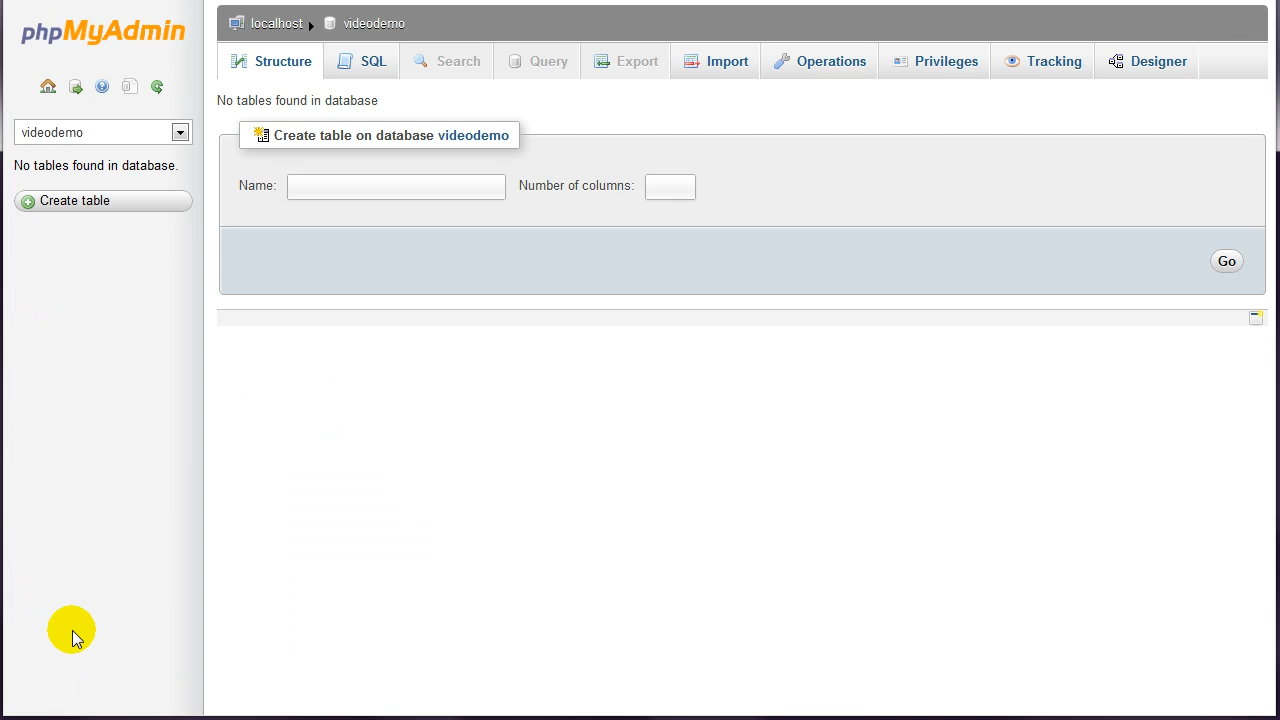 phpMyAdmin
localhost videodemo
Structure SQL Search Query Export Import Operations Privileges Tracking Designer
videodemo
No tables found in database.
Create table
No tables found in database
Create table on database videodemo
Name: Number of columns:
Go